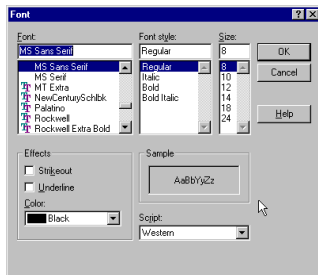 Font
Font: Font style: Size:
MS Sans Serif Regular 8 OK
MS Sans Serif Regular 8 Cancel
MS Serif Italic 10
MT Extra Bold 12
NewCenturySchlbk Bold Italic 14
Palatino 18 Help
Rockwell 24
Rockwell Extra Bold
Effects Sample
Strikeout
Underline AaBbYyZz
Color:
Black Script:
Western